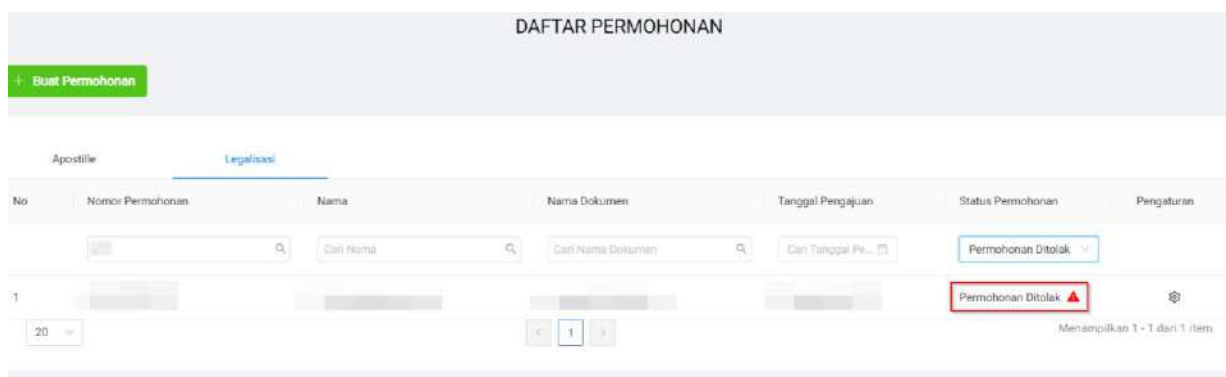 DAFTAR PERMOHONAN
+ Buat Permohonan
Apostille Legalisasi
No Nomor Permohonan Nama Nama Dokumen Tanggal Pengajuan Status Permohonan Pengaturan
Cari Nama Cari Nama Dokumen Cari Tanggal Pe... Permohonan Ditolak
1 Permohonan Ditolak
20 < 1 > Menampilkan 1 - 1 dari 1 item